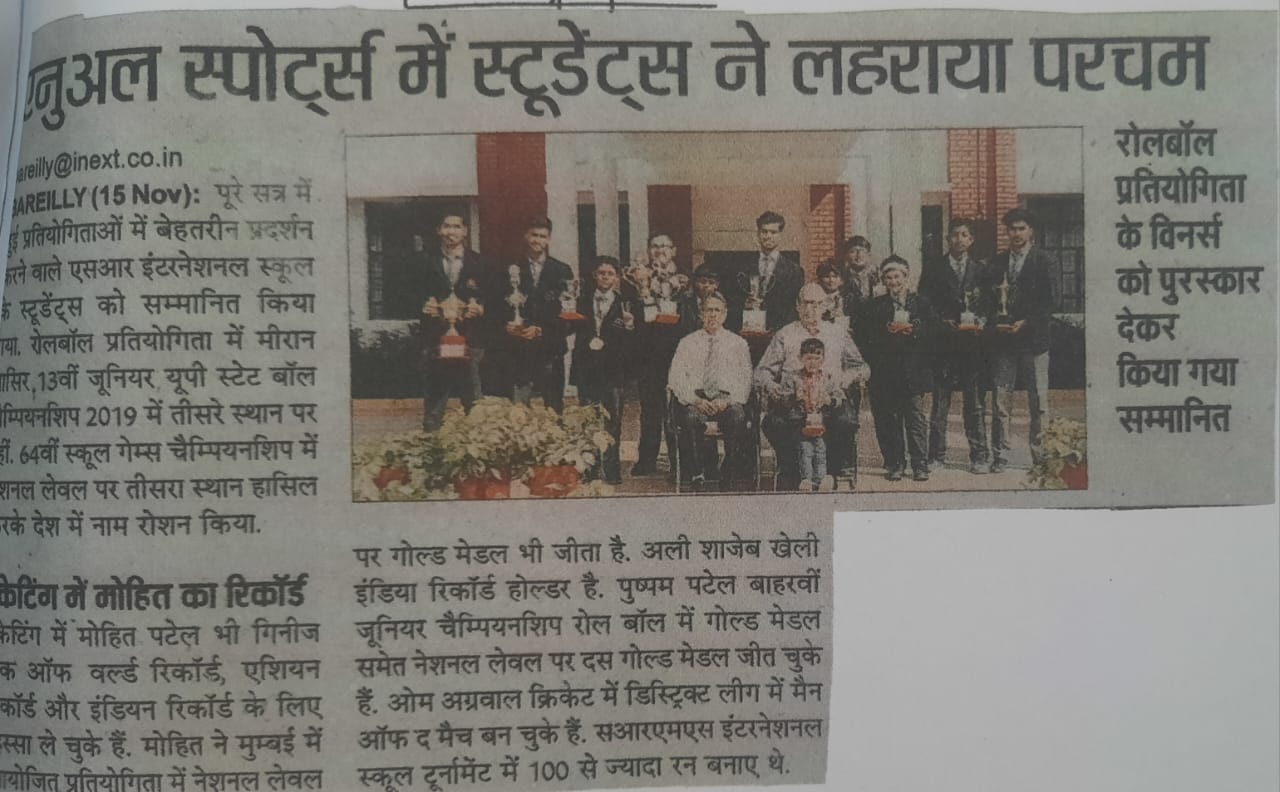 एनुअल स्पोर्ट्स में स्टूडेंट्स ने लहराया परचम
रोलबॉल
प्रतियोगिता
के विनर्स
को पुरस्कार
देकर
किया गया
सम्मानित
areilly@inext.co.in
BAREILLY (15 Nov): पूरे सत्र में
हुई प्रतियोगिताओं में बेहतरीन प्रदर्शन
करने वाले एसआर इंटरनेशनल स्कूल
के स्टूडेंट्स को सम्मानित किया
गया. रोलबॉल प्रतियोगिता में मीरान
13वीं जूनियर यूपी स्टेट बॉल
म्पियनशिप 2019 में तीसरे स्थान पर
64वीं स्कूल गेम्स चैम्पियनशिप में
शनल लेवल पर तीसरा स्थान हासिल
करके देश में नाम रोशन किया.
केटिंग में मोहित का रिकॉर्ड
केटिंग में मोहित पटेल भी गिनीज
क ऑफ वर्ल्ड रिकॉर्ड, एशियन
कॉर्ड और इंडियन रिकॉर्ड के लिए
स्सा ले चुके हैं. मोहित ने मुम्बई में
योजित प्रतियोगिता में नेशनल लेवल
पर गोल्ड मेडल भी जीता है. अली शाजेब खेली
इंडिया रिकॉर्ड होल्डर है. पुष्पम पटेल बाहरवीं
जूनियर चैम्पियनशिप रोल बॉल में गोल्ड मेडल
समेत नेशनल लेवल पर दस गोल्ड मेडल जीत चुके
हैं. ओम अग्रवाल क्रिकेट में डिस्ट्रिक्ट लीग में मैन
ऑफ द मैच बन चुके हैं. सआरएमएस इंटरनेशनल
स्कूल टूर्नामेंट में 100 से ज्यादा रन बनाए थे.